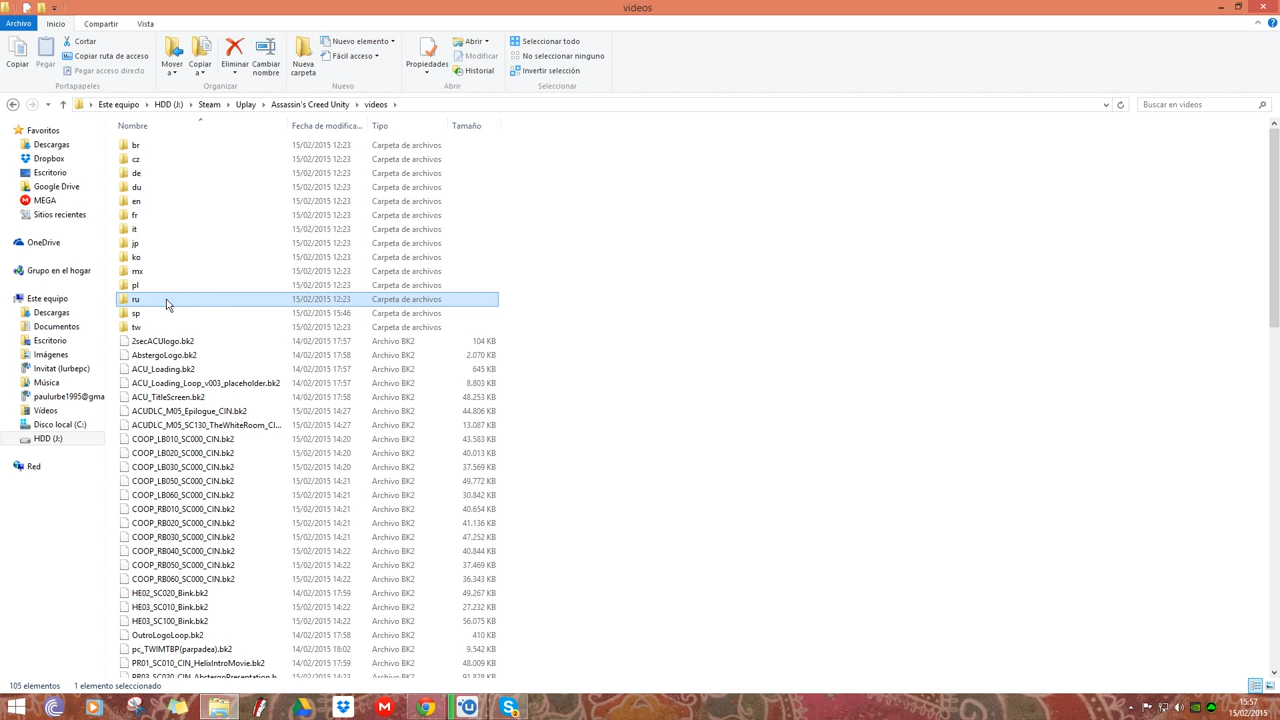 videos
Archivo Inicio Compartir Vista
Copiar
Pegar
Cortar
Copiar ruta de acceso
Pegar acceso directo
Portapapeles
Mover a
Copiar a
Eliminar
Cambiar nombre
Organizar
Nueva carpeta
Nuevo elemento
Fácil acceso
Nuevo
Propiedades
Abrir
Modificar
Historial
Abrir
Seleccionar todo
No seleccionar ninguno
Invertir selección
Seleccionar
Este equipo HDD (J:) Steam Uplay Assassin's Creed Unity videos
Buscar en videos
Favoritos
Descargas
Dropbox
Escritorio
Google Drive
MEGA
Sitios recientes
OneDrive
Grupo en el hogar
Este equipo
Descargas
Documentos
Escritorio
Imágenes
Invitat (lurbepc)
Música
paulurbe1995@gma
Vídeos
Disco local (C:)
HDD (J:)
Red
Nombre Fecha de modifica... Tipo Tamaño
br 15/02/2015 12:23 Carpeta de archivos
cz 15/02/2015 12:23 Carpeta de archivos
de 15/02/2015 12:23 Carpeta de archivos
du 15/02/2015 12:23 Carpeta de archivos
en 15/02/2015 12:23 Carpeta de archivos
fr 15/02/2015 12:23 Carpeta de archivos
it 15/02/2015 12:23 Carpeta de archivos
jp 15/02/2015 12:23 Carpeta de archivos
ko 15/02/2015 12:23 Carpeta de archivos
mx 15/02/2015 12:23 Carpeta de archivos
pl 15/02/2015 12:23 Carpeta de archivos
ru 15/02/2015 12:23 Carpeta de archivos
sp 15/02/2015 15:46 Carpeta de archivos
tw 15/02/2015 12:23 Carpeta de archivos
2secACUlogo.bk2 14/02/2015 17:57 Archivo BK2 104 KB
AbstergoLogo.bk2 14/02/2015 17:58 Archivo BK2 2.070 KB
ACU_Loading.bk2 14/02/2015 17:57 Archivo BK2 645 KB
ACU_Loading_Loop_v003_placeholder.bk2 14/02/2015 17:57 Archivo BK2 8.803 KB
ACU_TitleScreen.bk2 14/02/2015 17:58 Archivo BK2 48.253 KB
ACUDLC_M05_Epilogue_CIN.bk2 15/02/2015 14:27 Archivo BK2 44.806 KB
ACUDLC_M05_SC130_TheWhiteRoom_CI... 15/02/2015 14:27 Archivo BK2 13.087 KB
COOP_LB010_SC000_CIN.bk2 15/02/2015 14:20 Archivo BK2 43.583 KB
COOP_LB020_SC000_CIN.bk2 15/02/2015 14:20 Archivo BK2 40.013 KB
COOP_LB030_SC000_CIN.bk2 15/02/2015 14:20 Archivo BK2 37.569 KB
COOP_LB050_SC000_CIN.bk2 15/02/2015 14:21 Archivo BK2 49.772 KB
COOP_LB060_SC000_CIN.bk2 15/02/2015 14:21 Archivo BK2 30.842 KB
COOP_RB010_SC000_CIN.bk2 15/02/2015 14:21 Archivo BK2 40.654 KB
COOP_RB020_SC000_CIN.bk2 15/02/2015 14:21 Archivo BK2 41.136 KB
COOP_RB030_SC000_CIN.bk2 15/02/2015 14:21 Archivo BK2 47.252 KB
COOP_RB040_SC000_CIN.bk2 15/02/2015 14:22 Archivo BK2 40.844 KB
COOP_RB050_SC000_CIN.bk2 15/02/2015 14:22 Archivo BK2 37.469 KB
COOP_RB060_SC000_CIN.bk2 15/02/2015 14:22 Archivo BK2 36.343 KB
HE02_SC020_Bink.bk2 14/02/2015 17:59 Archivo BK2 49.267 KB
HE03_SC010_Bink.bk2 15/02/2015 14:22 Archivo BK2 27.232 KB
HE03_SC100_Bink.bk2 15/02/2015 14:22 Archivo BK2 56.075 KB
OutroLogoLoop.bk2 14/02/2015 17:58 Archivo BK2 410 KB
pc_TWIMTBP(parpadea).bk2 14/02/2015 18:02 Archivo BK2 9.542 KB
PR01_SC010_CIN_HelixIntroMovie.bk2 14/02/2015 17:59 Archivo BK2 48.009 KB
PR03_SC020_CIN_AbstergoPresentation.b... 15/02/2015 14:23 Archivo BK2 91.828 KB
105 elementos 1 elemento seleccionado
15:57
15/02/2015